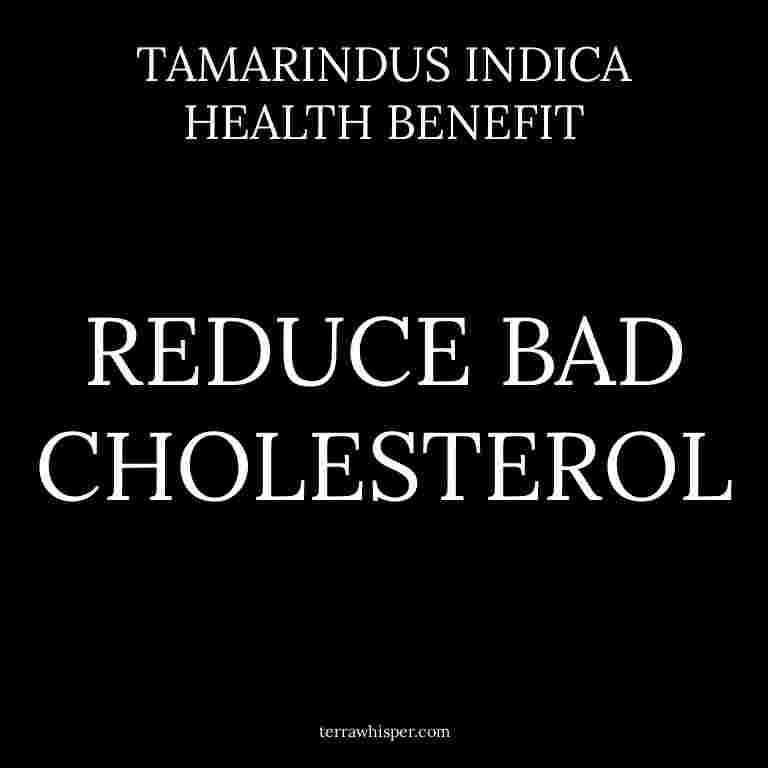 TAMARINDUS INDICA
HEALTH BENEFIT
REDUCE BAD
CHOLESTEROL
terrawhisper.com